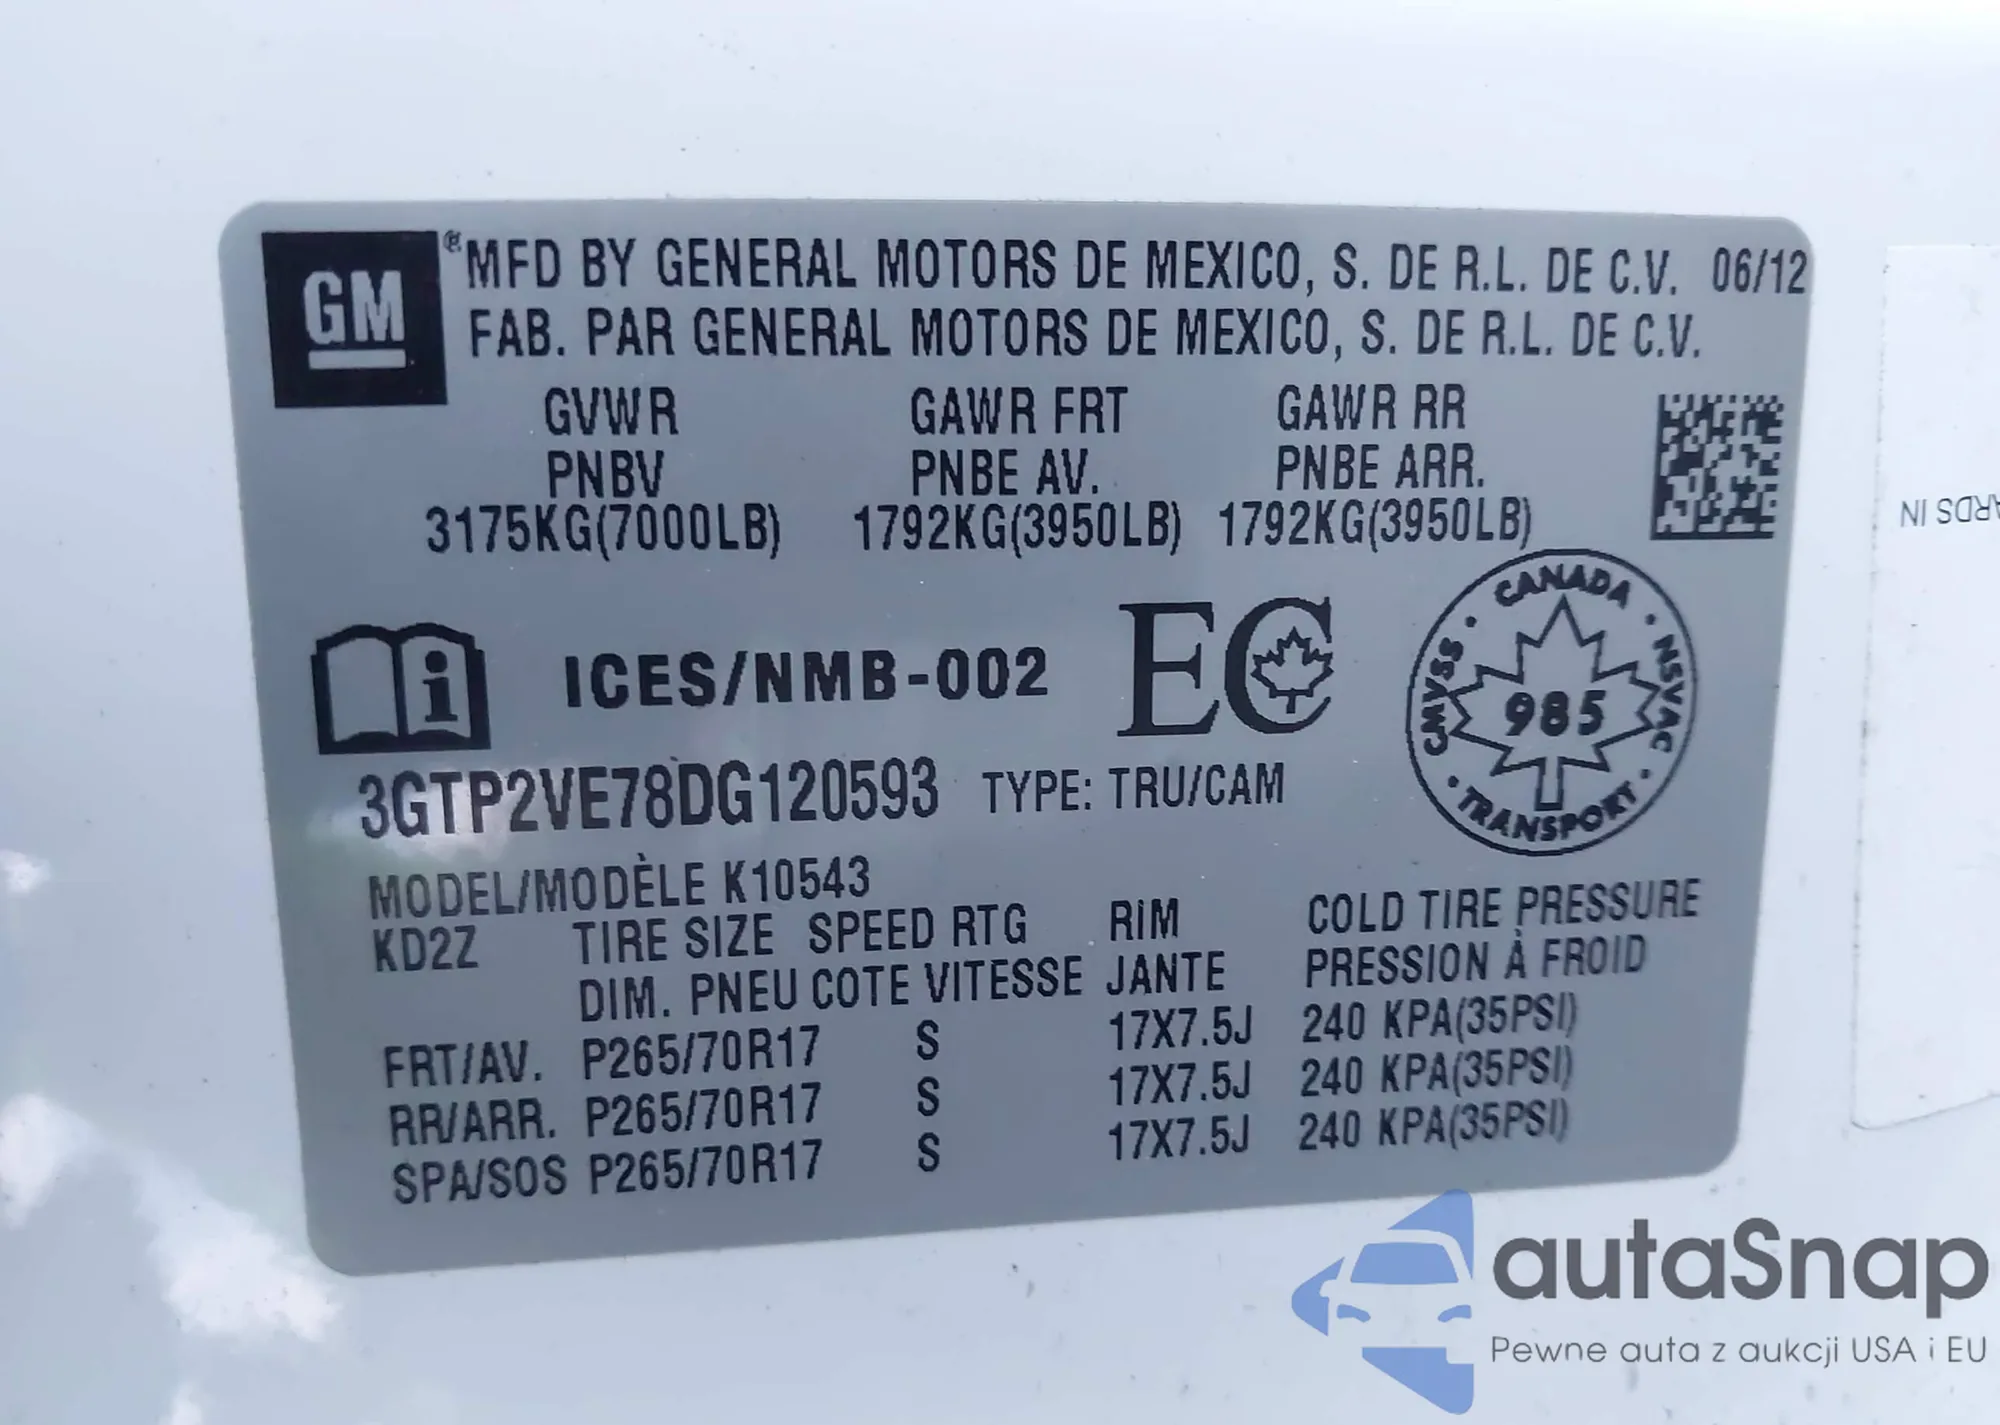 GM
®MFD BY GENERAL MOTORS DE MEXICO, S. DE R.L. DE C.V. 06/12
FAB. PAR GENERAL MOTORS DE MEXICO, S. DE R.L. DE C.V.
GVWR GAWR FRT GAWR RR
PNBV PNBE AV. PNBE ARR.
3175KG(7000LB) 1792KG(3950LB) 1792KG(3950LB)
i ICES/NMB-002 EC
CANADA · NSVAC · TRANSPORT · CMVSS ·
985
3GTP2VE78DG120593 TYPE: TRU/CAM
MODEL/MODÈLE K10543
KD2Z TIRE SIZE SPEED RTG RIM COLD TIRE PRESSURE
DIM. PNEU COTE VITESSE JANTE PRESSION À FROID
FRT/AV. P265/70R17 S 17X7.5J 240 KPA(35PSI)
RR/ARR. P265/70R17 S 17X7.5J 240 KPA(35PSI)
SPA/SOS P265/70R17 S 17X7.5J 240 KPA(35PSI)
IN
autaSnap
Pewne auta z aukcji USA i EU